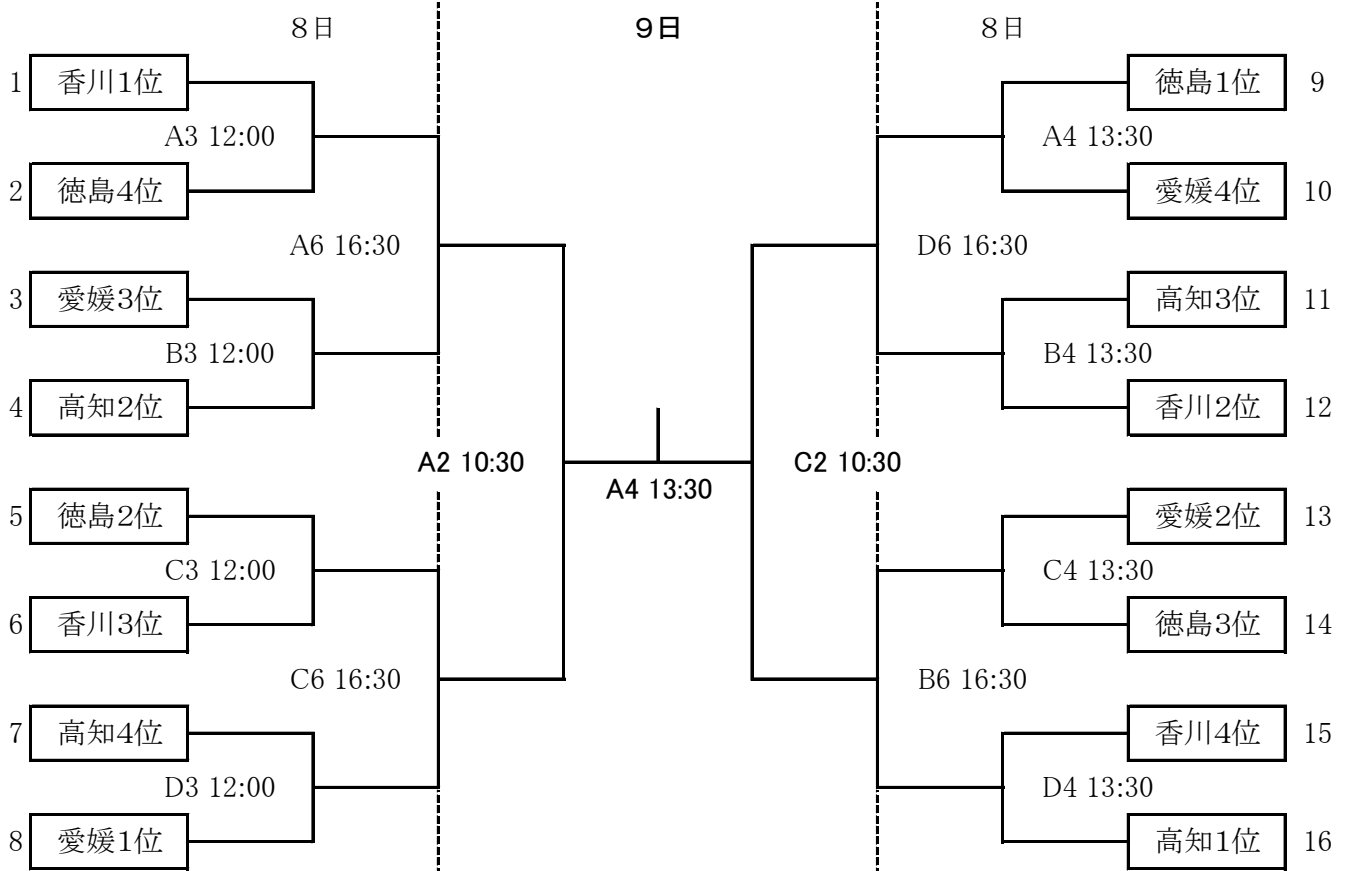 ８日 ９日 ８日
1 香川1位 徳島1位 9
A3 12:00 A4 13:30
2 徳島4位 愛媛4位 10
A6 16:30 D6 16:30
3 愛媛3位 高知3位 11
B3 12:00 B4 13:30
4 高知2位 香川2位 12
A2 10:30 C2 10:30
A4 13:30
5 徳島2位 愛媛2位 13
C3 12:00 C4 13:30
6 香川3位 徳島3位 14
C6 16:30 B6 16:30
7 高知4位 香川4位 15
D3 12:00 D4 13:30
8 愛媛1位 高知1位 16